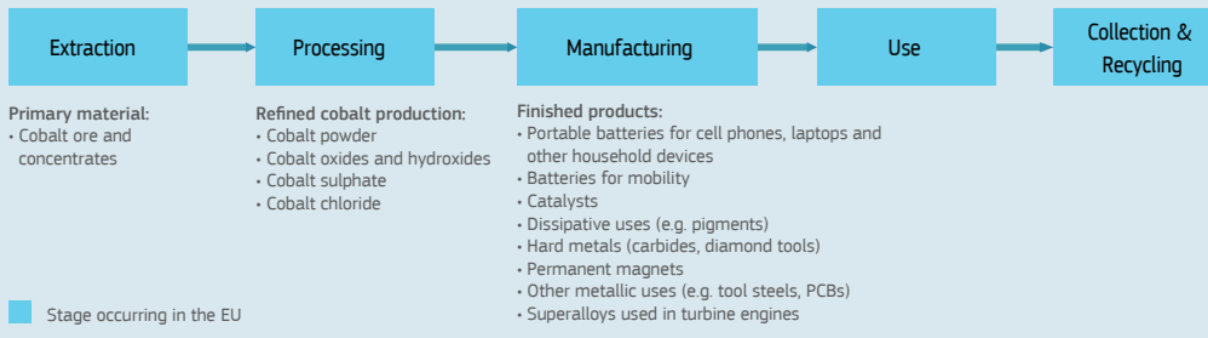 Extraction
Processing
Manufacturing
Use
Collection &
Recycling
Primary material:
• Cobalt ore and
concentrates
Refined cobalt production:
• Cobalt powder
• Cobalt oxides and hydroxides
• Cobalt sulphate
• Cobalt chloride
Finished products:
• Portable batteries for cell phones, laptops and
other household devices
• Batteries for mobility
• Catalysts
• Dissipative uses (e.g. pigments)
• Hard metals (carbides, diamond tools)
• Permanent magnets
• Other metallic uses (e.g. tool steels, PCBs)
• Superalloys used in turbine engines
Stage occurring in the EU